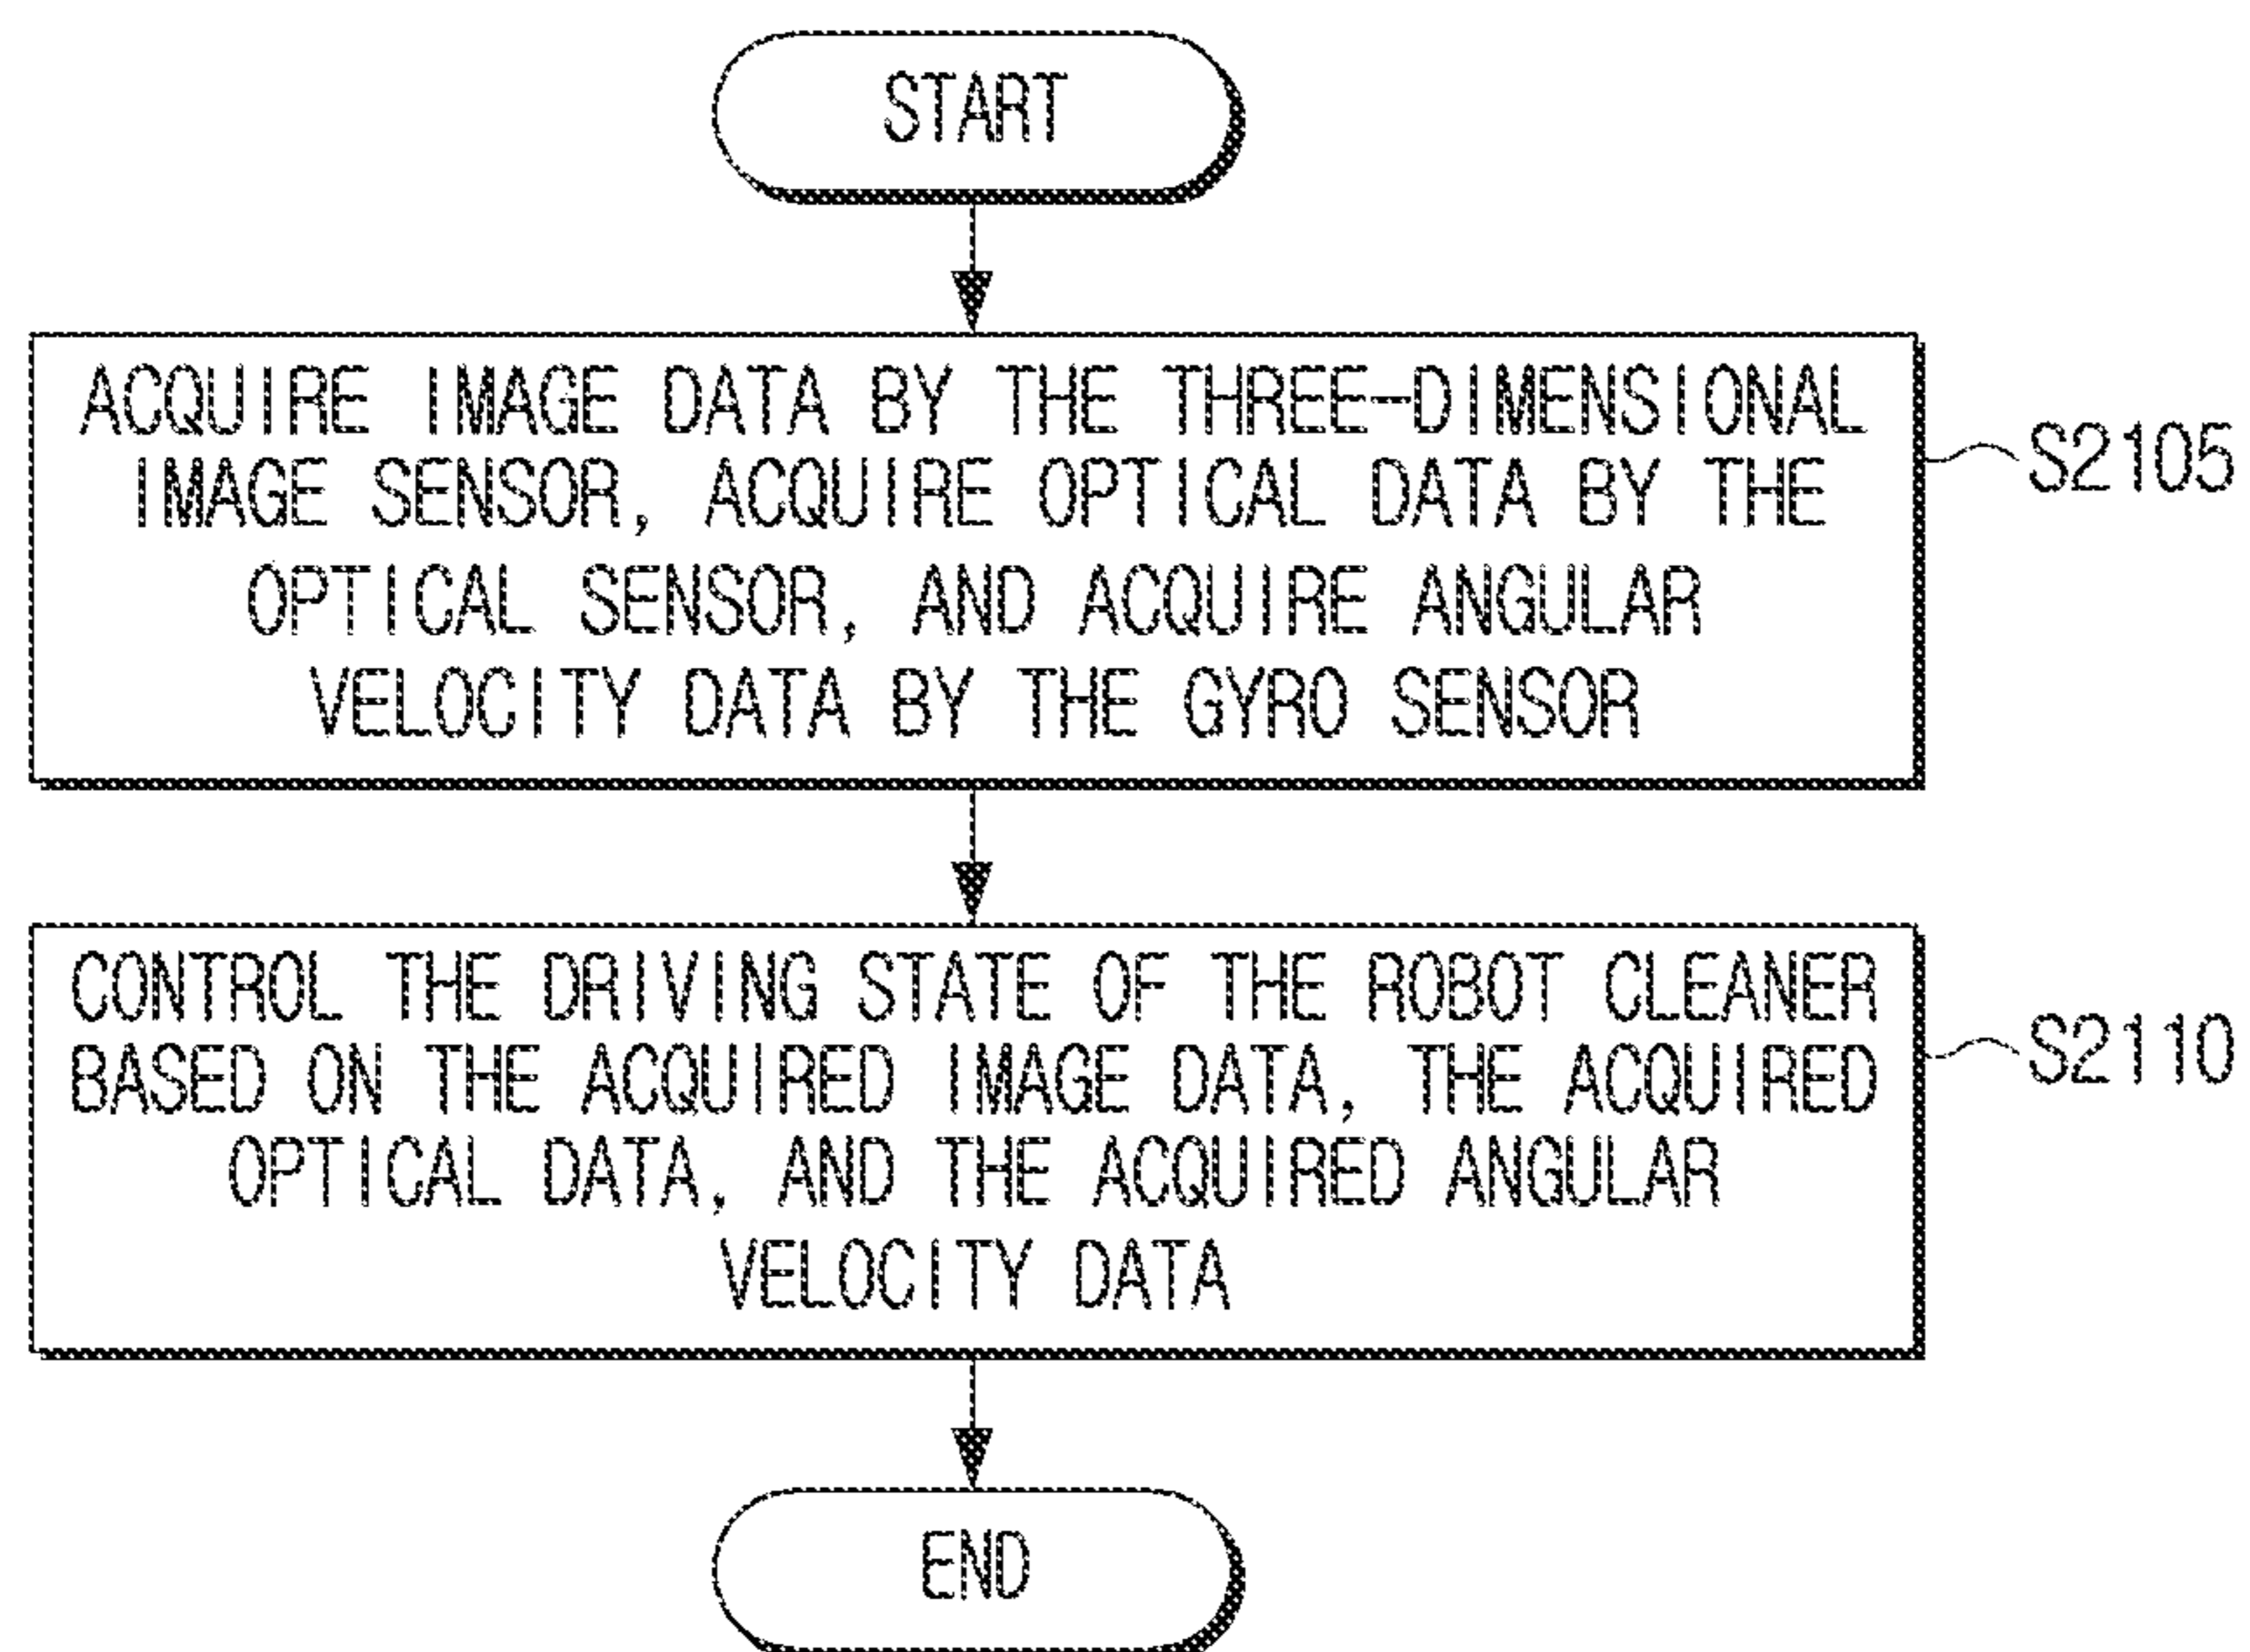 START
ACQUIRE IMAGE DATA BY THE THREE-DIMENSIONAL
IMAGE SENSOR, ACQUIRE OPTICAL DATA BY THE
OPTICAL SENSOR, AND ACQUIRE ANGULAR
VELOCITY DATA BY THE GYRO SENSOR
S2105
CONTROL THE DRIVING STATE OF THE ROBOT CLEANER
BASED ON THE ACQUIRED IMAGE DATA, THE ACQUIRED
OPTICAL DATA, AND THE ACQUIRED ANGULAR
VELOCITY DATA
S2110
END